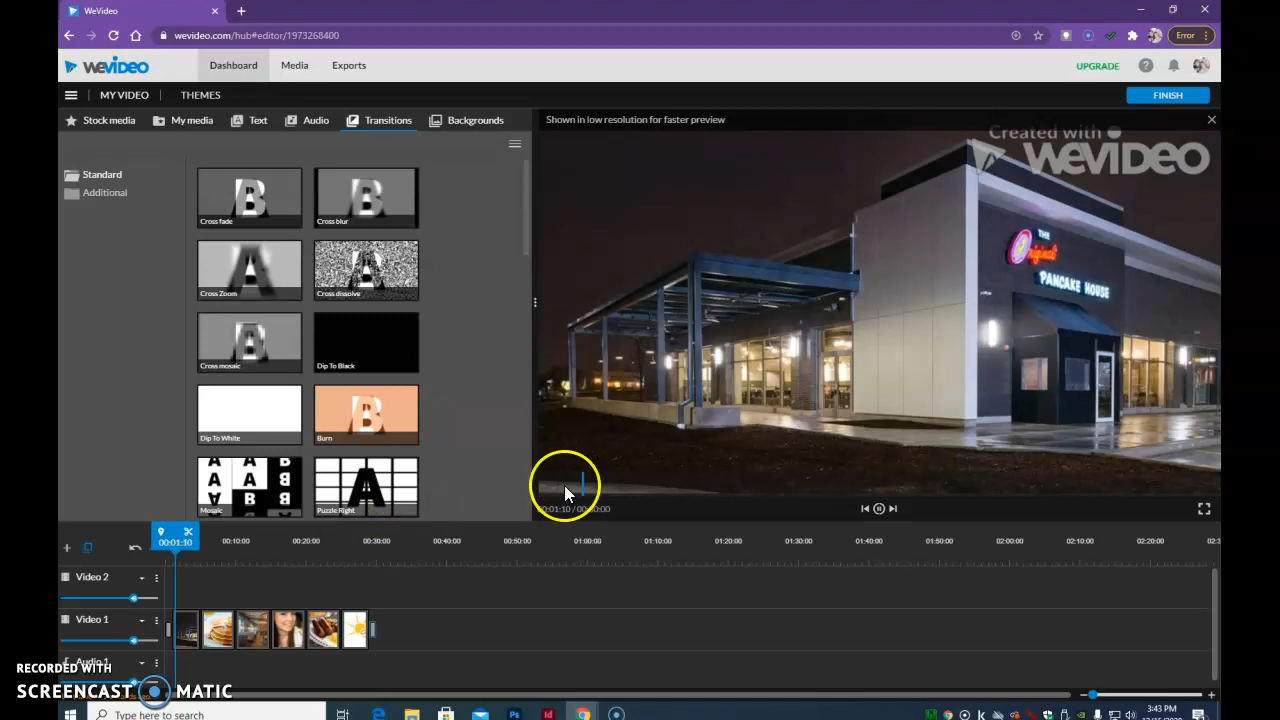 WeVideo
wevideo.com/hub#editor/1973268400
Error
WEVIDEO
Dashboard
Media
Exports
UPGRADE
MY VIDEO
THEMES
FINISH
Stock media
My media
Text
Audio
Transitions
Backgrounds
Shown in low resolution for faster preview
Created with
WEVIDEO
Standard
Additional
Cross fade
Cross blur
Cross Zoom
Cross dissolve
Cross mosaic
Dip To Black
Dip To White
Burn
Mosaic
Puzzle Right
THE
Original
PANCAKE HOUSE
00:01:10
00:10:00
00:20:00
00:30:00
00:40:00
00:50:00
01:00:00
01:10:00
01:20:00
01:30:00
01:40:00
01:50:00
02:00:00
02:10:00
02:20:00
Video 2
Video 1
Audio 1
RECORDED WITH
SCREENCAST MATIC
Type here to search
3:43 PM